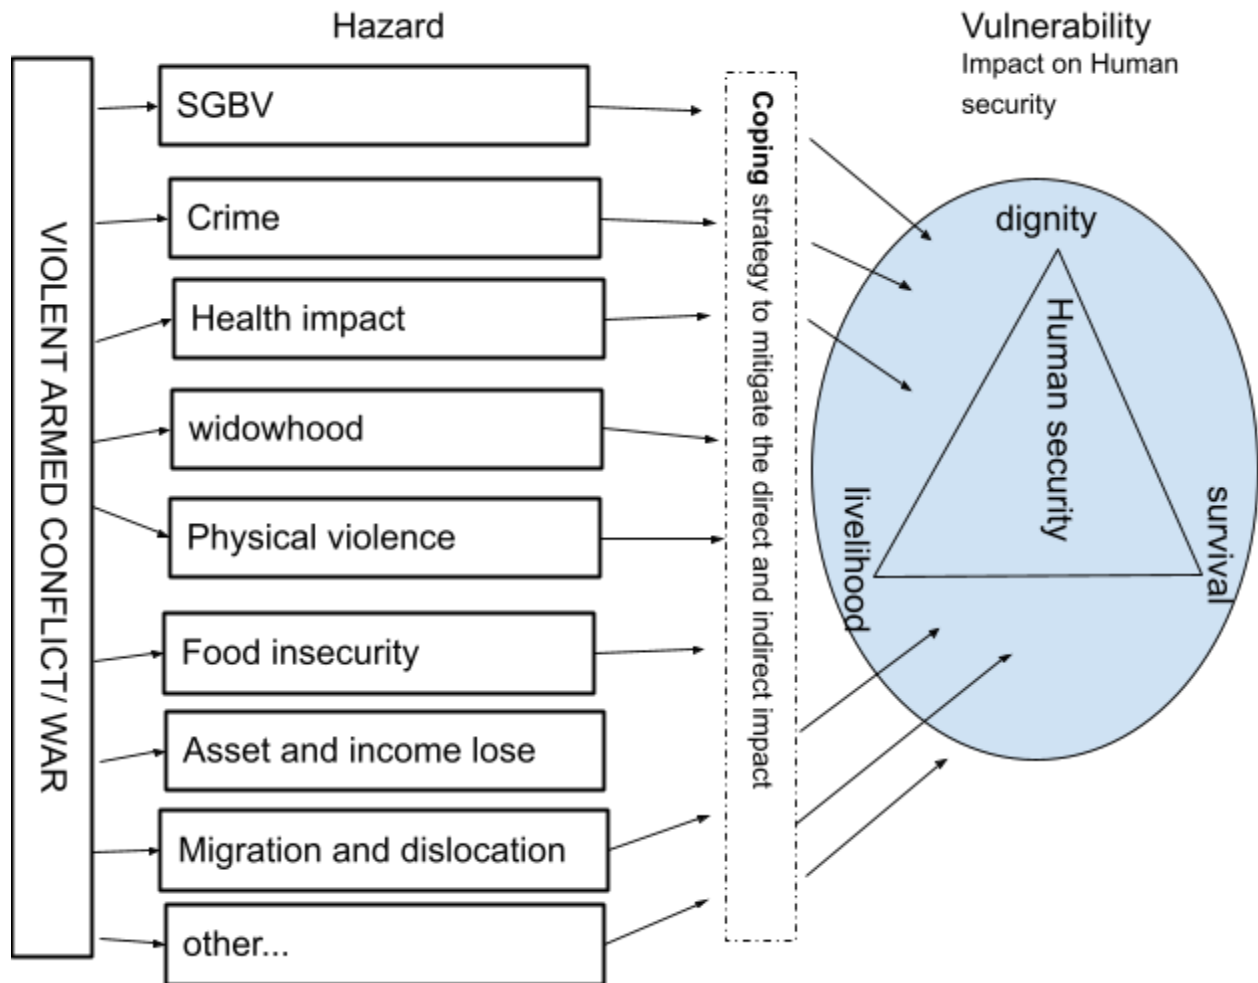 Hazard
Vulnerability
Impact on Human
security
VIOLENT ARMED CONFLICT/ WAR
SGBV
Crime
Health impact
widowhood
Physical violence
Food insecurity
Asset and income lose
Migration and dislocation
other...
Coping strategy to mitigate the direct and indirect impact
dignity
Human security
livelihood
survival